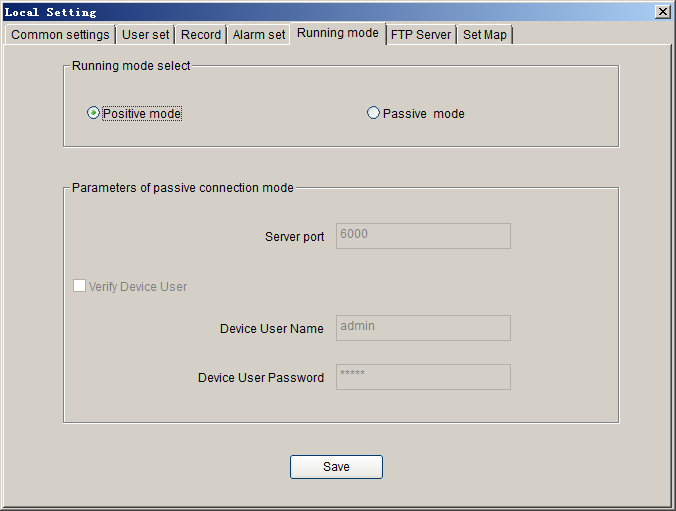 Local Setting
Common settings User set Record Alarm set Running mode FTP Server Set Map
Running mode select
Positive mode Passive mode
Parameters of passive connection mode
Server port 6000
Verify Device User
Device User Name admin
Device User Password *****
Save